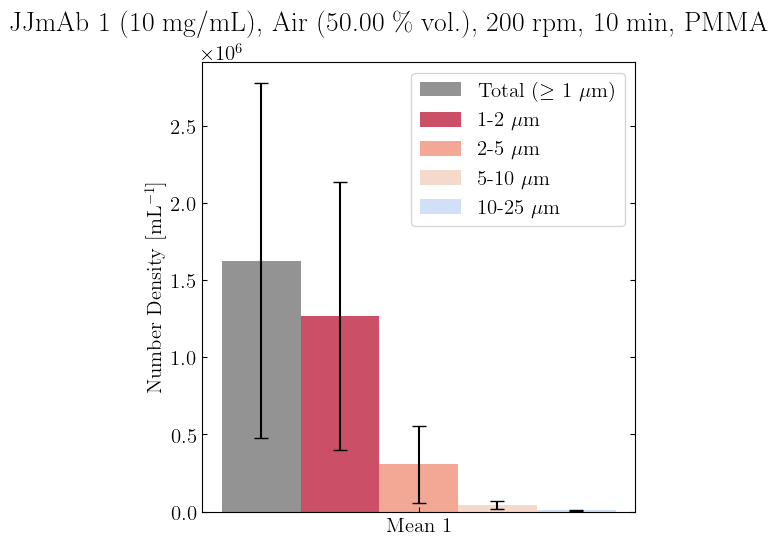 JJmAb 1 (10 mg/mL), Air (50.00 % vol.), 200 rpm, 10 min, PMMA
×10⁶
Total (≥ 1 μm)
1-2 μm
2-5 μm
5-10 μm
10-25 μm
Number Density [mL⁻¹]
2.5
2.0
1.5
1.0
0.5
0.0
Mean 1